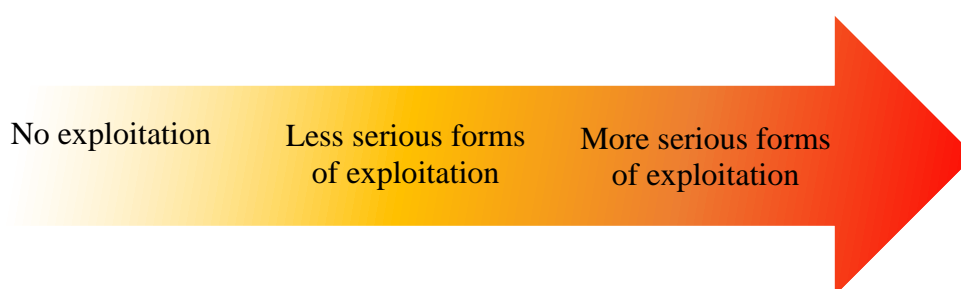 No exploitation
Less serious forms
of exploitation
More serious forms
of exploitation